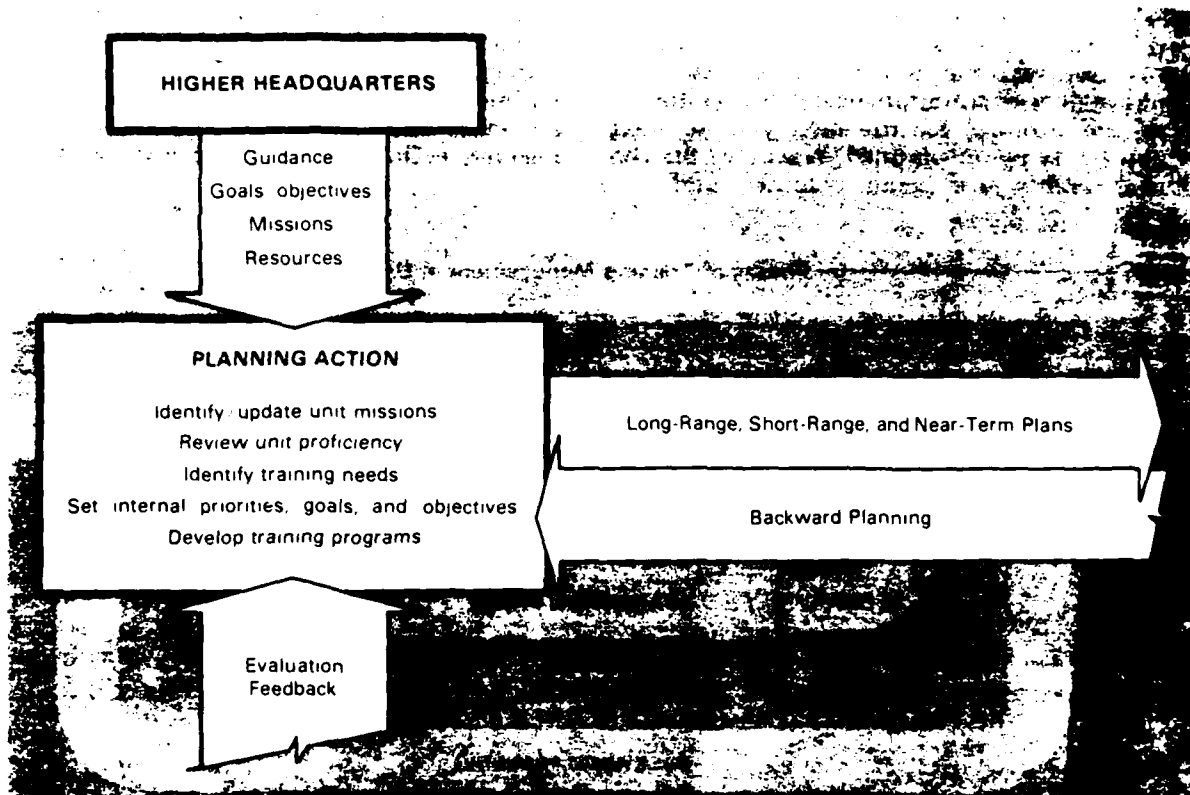 HIGHER HEADQUARTERS
Guidance
Goals objectives
Missions
Resources
PLANNING ACTION
Identify update unit missions
Review unit proficiency
Identify training needs
Set internal priorities, goals, and objectives
Develop training programs
Long-Range, Short-Range, and Near-Term Plans
Backward Planning
Evaluation
Feedback